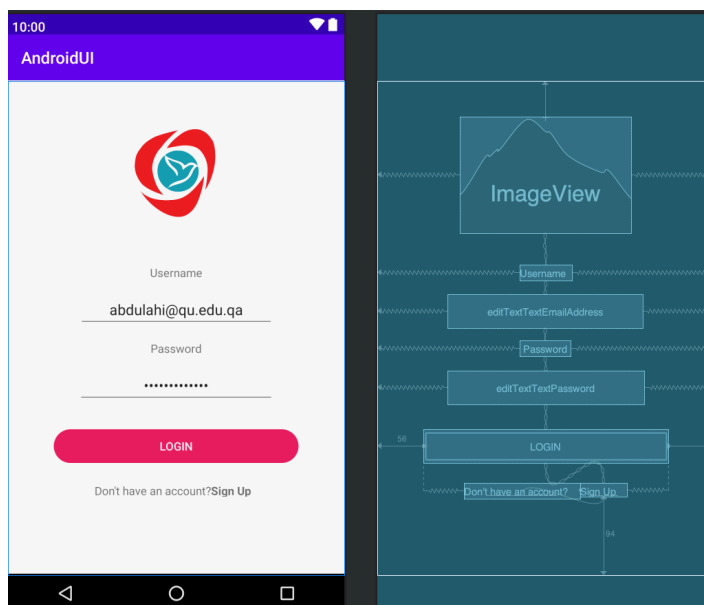 10:00
AndroidUI
Username
abdulahi@qu.edu.qa
Password
•••••••••••••
LOGIN
Don't have an account?Sign Up
ImageView
Username
editTextTextEmailAddress
Password
editTextTextPassword
56
LOGIN
Don't have an account? Sign Up
94